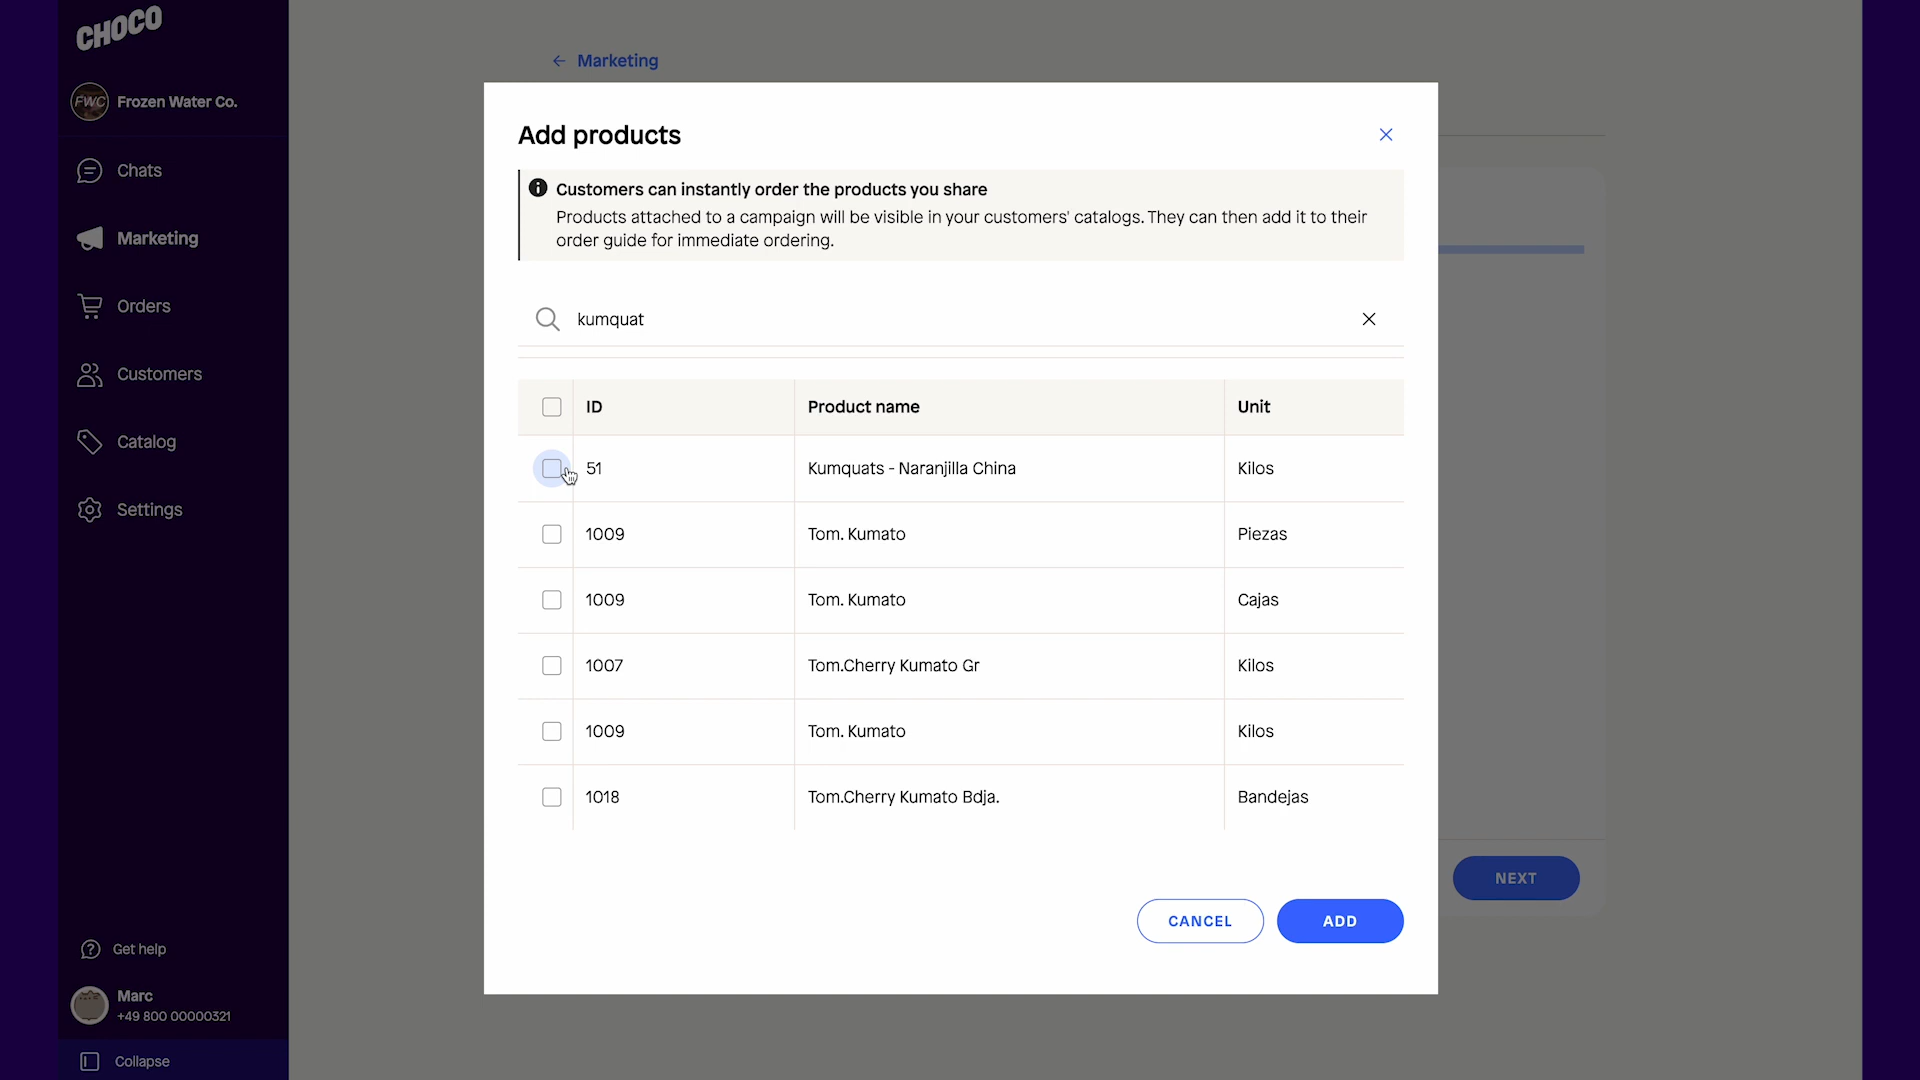 CHOCO
FWC
Frozen Water Co.
Chats
Marketing
Orders
Customers
Catalog
Settings
Get help
Marc
+49 800 00000321
Collapse
← Marketing
Add products
Customers can instantly order the products you share
Products attached to a campaign will be visible in your customers' catalogs. They can then add it to their
order guide for immediate ordering.
kumquat
ID Product name Unit
51 Kumquats - Naranjilla China Kilos
1009 Tom. Kumato Piezas
1009 Tom. Kumato Cajas
1007 Tom.Cherry Kumato Gr Kilos
1009 Tom. Kumato Kilos
1018 Tom.Cherry Kumato Bdja. Bandejas
CANCEL ADD
NEXT